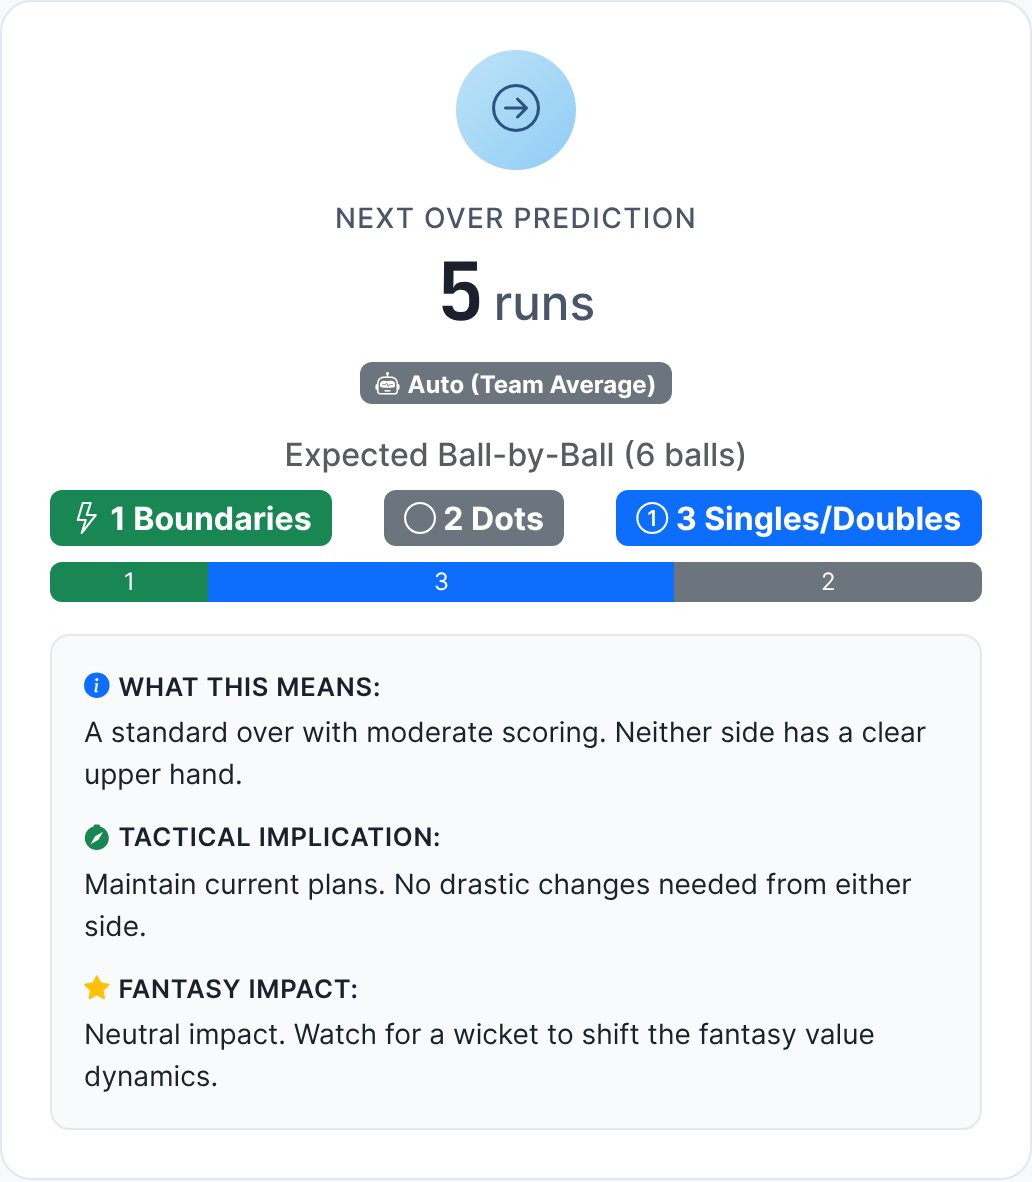 NEXT OVER PREDICTION
5 runs
Auto (Team Average)
Expected Ball-by-Ball (6 balls)
1 Boundaries
2 Dots
1 3 Singles/Doubles
1 3 2
i WHAT THIS MEANS:
A standard over with moderate scoring. Neither side has a clear
upper hand.
TACTICAL IMPLICATION:
Maintain current plans. No drastic changes needed from either
side.
FANTASY IMPACT:
Neutral impact. Watch for a wicket to shift the fantasy value
dynamics.